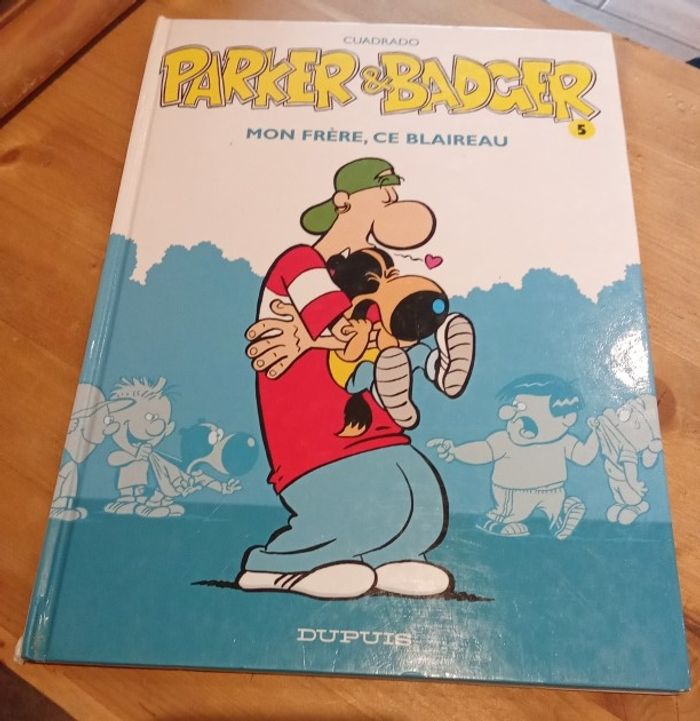 CUADRADO
PARKER & BADGER
5
MON FRÈRE, CE BLAIREAU
DUPUIS